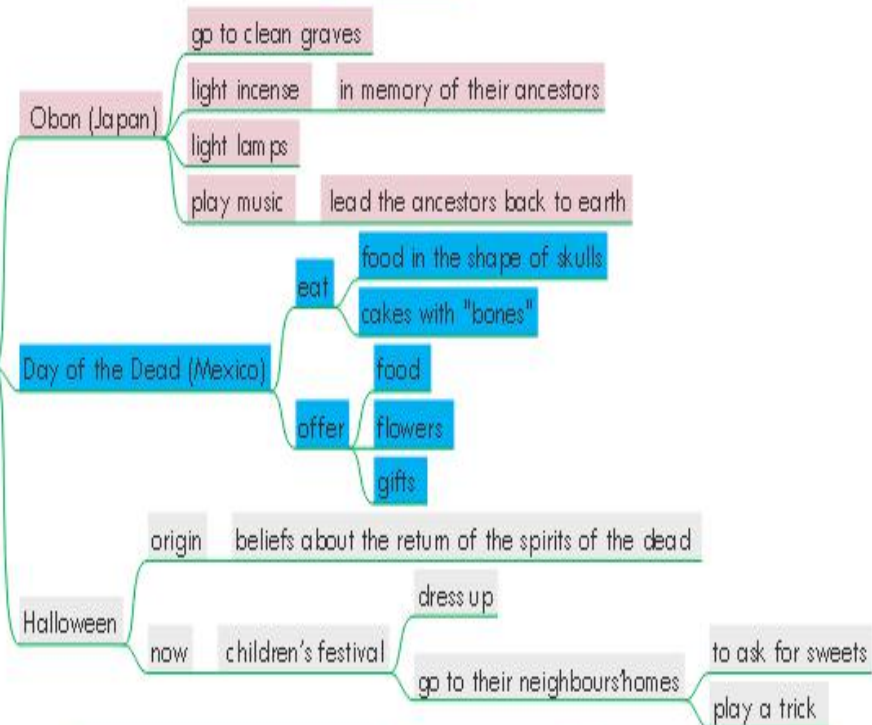 go to clean graves
light incense in memory of their ancestors
Obon (Japan)
light lamps
play music lead the ancestors back to earth
food in the shape of skulls
eat
cakes with "bones"
Day of the Dead (Mexico)
food
offer flowers
gifts
origin beliefs about the return of the spirits of the dead
dress up
Halloween
now children's festival
go to their neighbours'homes
to ask for sweets
play a trick